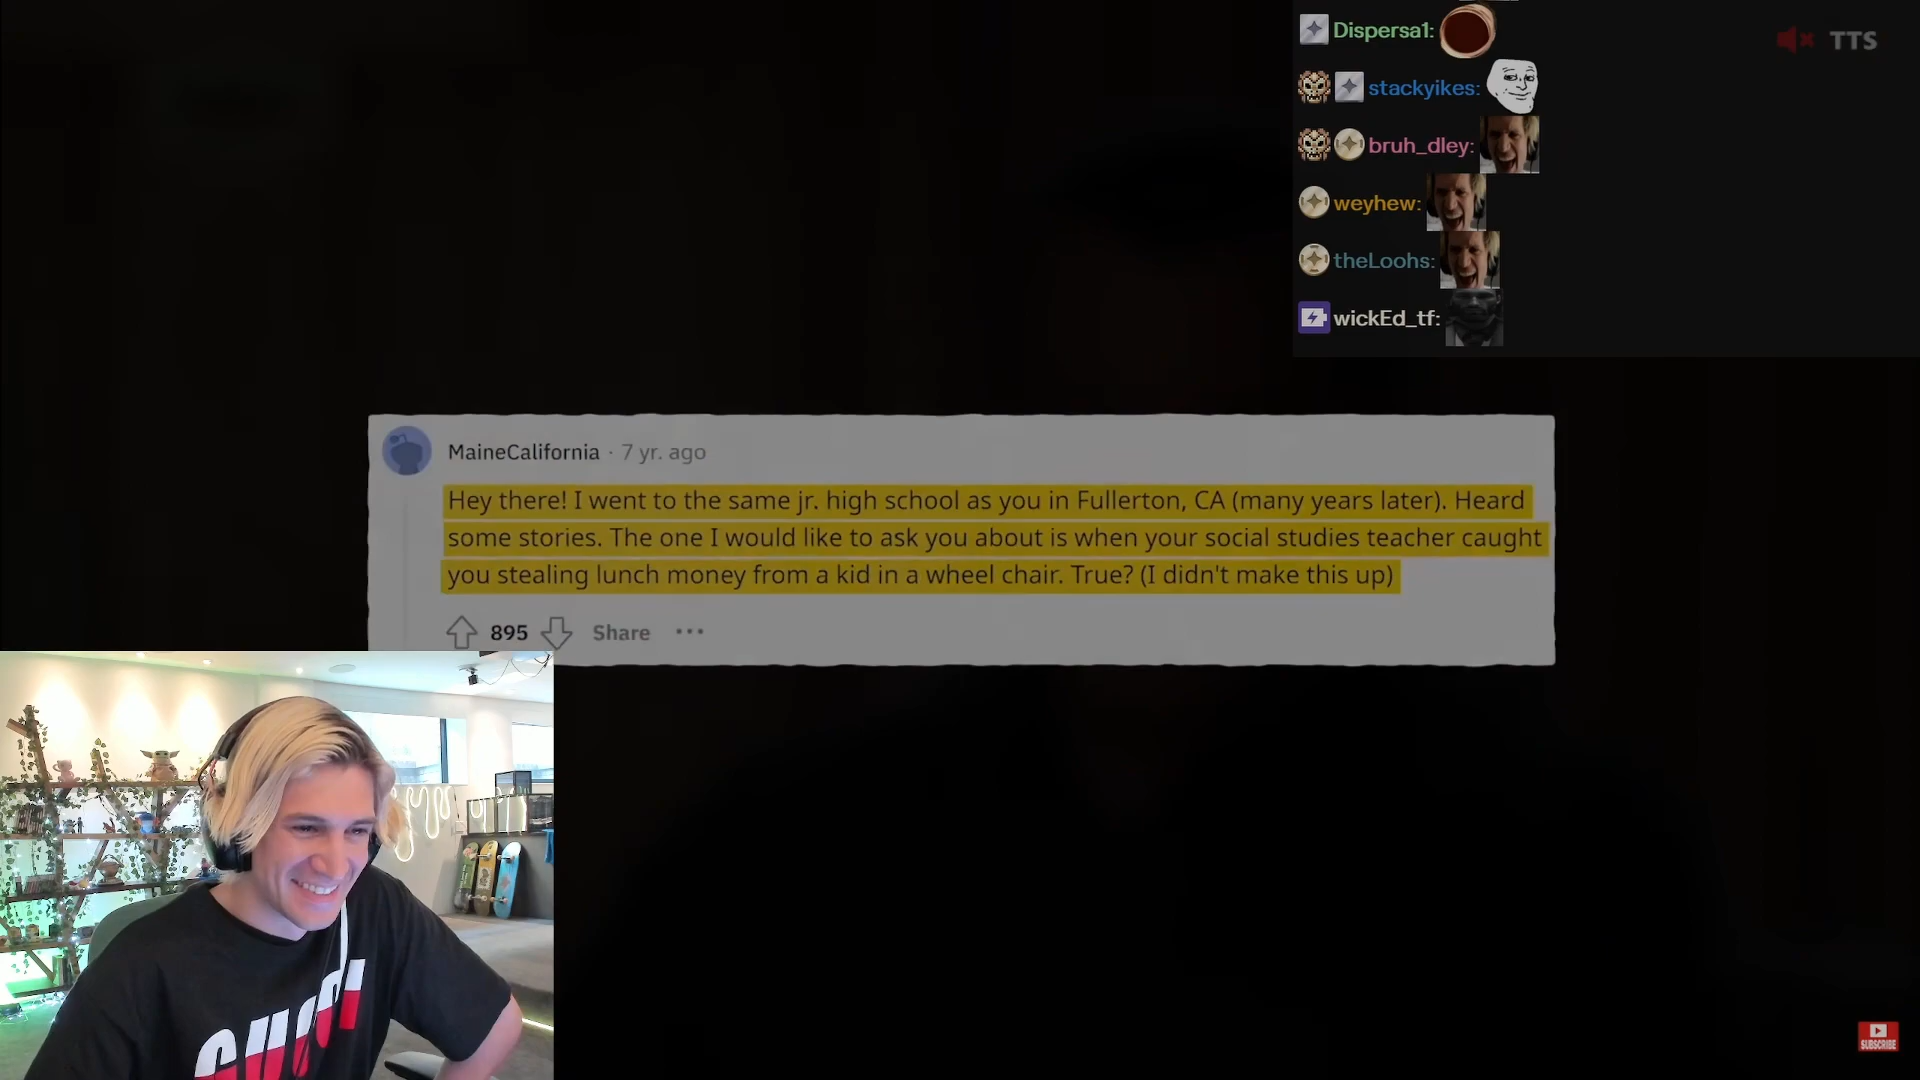 Dispersa1:
TTS
stackyikes:
bruh_dley:
weyhew:
theLoohs:
wickEd_tf:
MaineCalifornia · 7 yr. ago
Hey there! I went to the same jr. high school as you in Fullerton, CA (many years later). Heard
some stories. The one I would like to ask you about is when your social studies teacher caught
you stealing lunch money from a kid in a wheel chair. True? (I didn't make this up)
895 Share ...
SUBSCRIBE